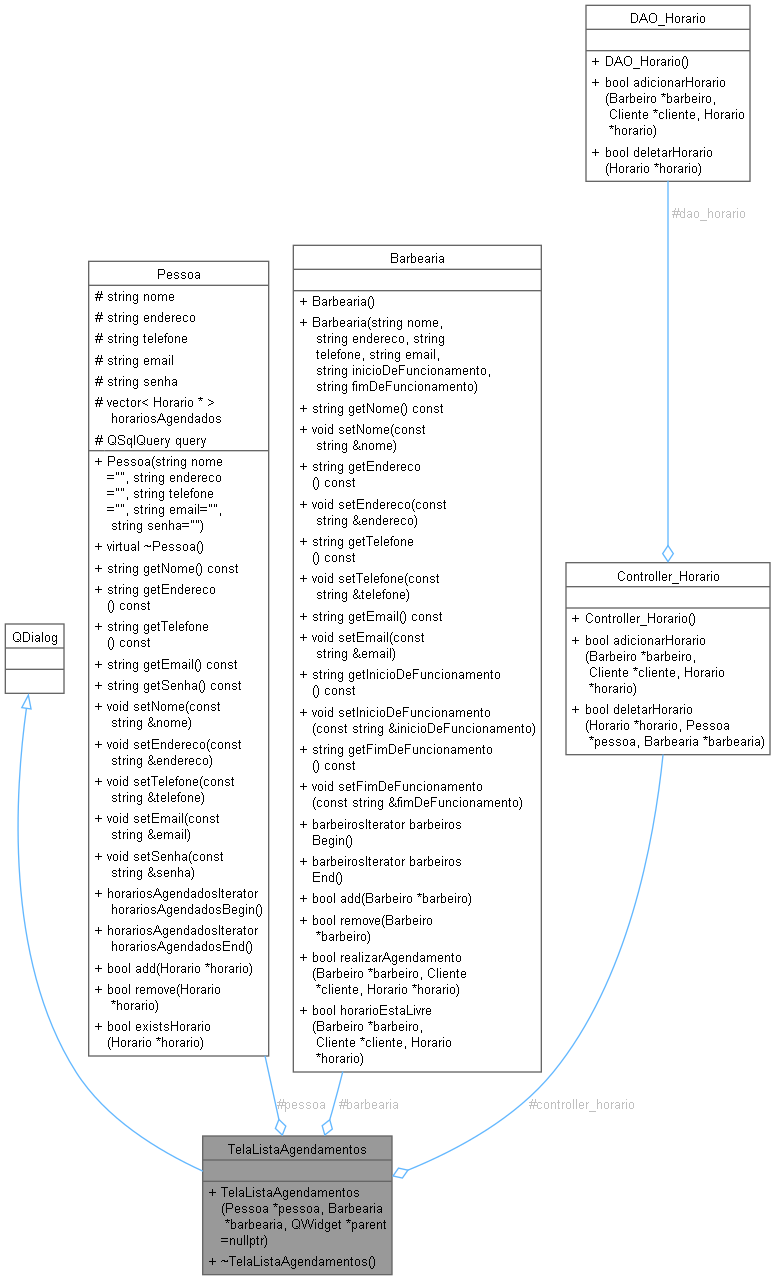 DAO_Horario
+ DAO_Horario()
+ bool adicionarHorario
(Barbeiro *barbeiro,
Cliente *cliente, Horario
*horario)
+ bool deletarHorario
(Horario *horario)
#dao_horario
Pessoa
# string nome
# string endereco
# string telefone
# string email
# string senha
# vector< Horario * >
horariosAgendados
# QSqlQuery query
+ Pessoa(string nome
="", string endereco
="", string telefone
="", string email="",
string senha="")
+ virtual ~Pessoa()
+ string getNome() const
+ string getEndereco
() const
+ string getTelefone
() const
+ string getEmail() const
+ string getSenha() const
+ void setNome(const
string &nome)
+ void setEndereco(const
string &endereco)
+ void setTelefone(const
string &telefone)
+ void setEmail(const
string &email)
+ void setSenha(const
string &senha)
+ horariosAgendadosIterator
horariosAgendadosBegin()
+ horariosAgendadosIterator
horariosAgendadosEnd()
+ bool add(Horario *horario)
+ bool remove(Horario
*horario)
+ bool existsHorario
(Horario *horario)
Barbearia
+ Barbearia()
+ Barbearia(string nome,
string endereco, string
telefone, string email,
string inicioDeFuncionamento,
string fimDeFuncionamento)
+ string getNome() const
+ void setNome(const
string &nome)
+ string getEndereco
() const
+ void setEndereco(const
string &endereco)
+ string getTelefone
() const
+ void setTelefone(const
string &telefone)
+ string getEmail() const
+ void setEmail(const
string &email)
+ string getInicioDeFuncionamento
() const
+ void setInicioDeFuncionamento
(const string &inicioDeFuncionamento)
+ string getFimDeFuncionamento
() const
+ void setFimDeFuncionamento
(const string &fimDeFuncionamento)
+ barbeirosIterator barbeiros
Begin()
+ barbeirosIterator barbeiros
End()
+ bool add(Barbeiro *barbeiro)
+ bool remove(Barbeiro
*barbeiro)
+ bool realizarAgendamento
(Barbeiro *barbeiro, Cliente
*cliente, Horario *horario)
+ bool horarioEstaLivre
(Barbeiro *barbeiro,
Cliente *cliente, Horario
*horario)
Controller_Horario
+ Controller_Horario()
+ bool adicionarHorario
(Barbeiro *barbeiro,
Cliente *cliente, Horario
*horario)
+ bool deletarHorario
(Horario *horario, Pessoa
*pessoa, Barbearia *barbearia)
QDialog
#pessoa
#barbearia
#controller_horario
TelaListaAgendamentos
+ TelaListaAgendamentos
(Pessoa *pessoa, Barbearia
*barbearia, QWidget *parent
=nullptr)
+ ~TelaListaAgendamentos()